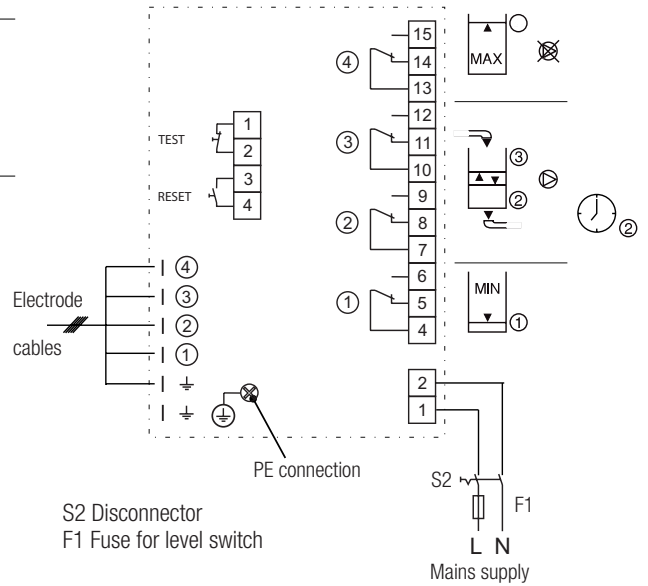 15
14
13
④
12
11
10
③
9
8
7
②
6
5
4
①
2
1
TEST
1
2
RESET
3
4
④
③
②
①
Electrode
cables
PE connection
MAX
③
②
②
MIN
①
S2
F1
L N
Mains supply
S2 Disconnector
F1 Fuse for level switch